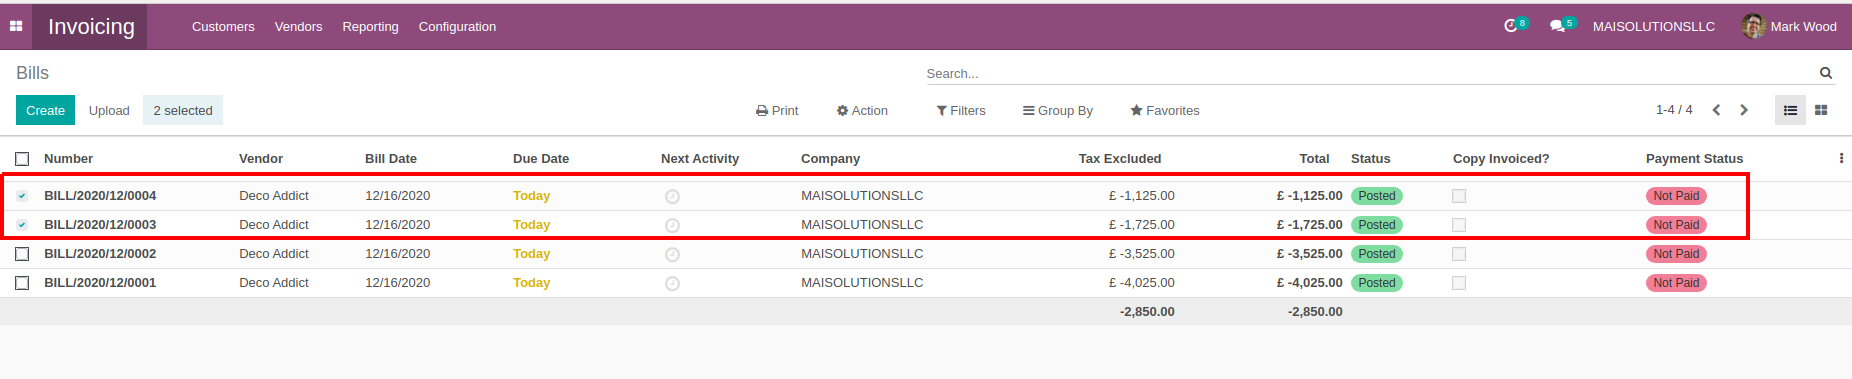 Invoicing Customers Vendors Reporting Configuration 8 5 MAISOLUTIONSLLC Mark Wood
Bills Search...
Create Upload 2 selected Print Action Filters Group By Favorites 1-4 / 4
Number Vendor Bill Date Due Date Next Activity Company Tax Excluded Total Status Copy Invoiced? Payment Status
BILL/2020/12/0004 Deco Addict 12/16/2020 Today MAISOLUTIONSLLC £ -1,125.00 £ -1,125.00 Posted Not Paid
BILL/2020/12/0003 Deco Addict 12/16/2020 Today MAISOLUTIONSLLC £ -1,725.00 £ -1,725.00 Posted Not Paid
BILL/2020/12/0002 Deco Addict 12/16/2020 Today MAISOLUTIONSLLC £ -3,525.00 £ -3,525.00 Posted Not Paid
BILL/2020/12/0001 Deco Addict 12/16/2020 Today MAISOLUTIONSLLC £ -4,025.00 £ -4,025.00 Posted Not Paid
-2,850.00 -2,850.00